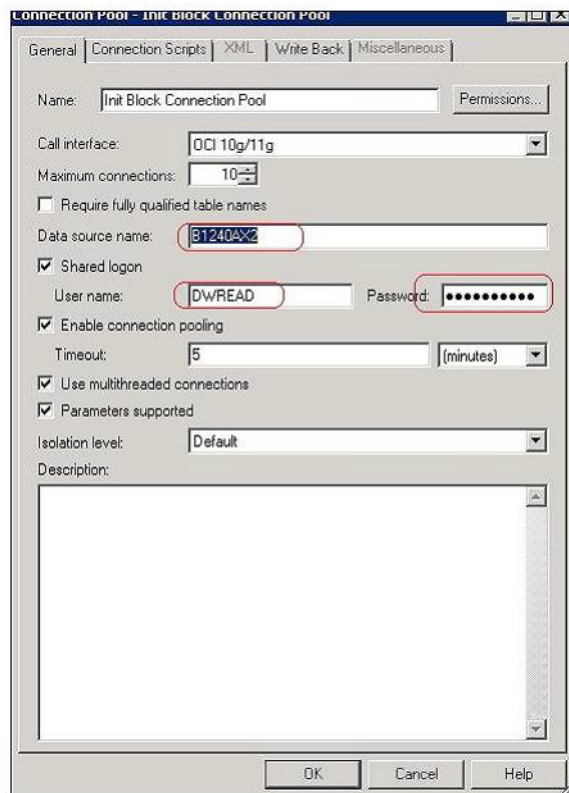 Connection Pool - Init Block Connection Pool
General Connection Scripts XML Write Back Miscellaneous
Name: Init Block Connection Pool Permissions...
Call interface: OCI 10g/11g
Maximum connections: 10
Require fully qualified table names
Data source name: B1240AX2
Shared logon
User name: DWREAD Password: ●●●●●●●●●●
Enable connection pooling
Timeout: 5 (minutes)
Use multithreaded connections
Parameters supported
Isolation level: Default
Description:
OK Cancel Help